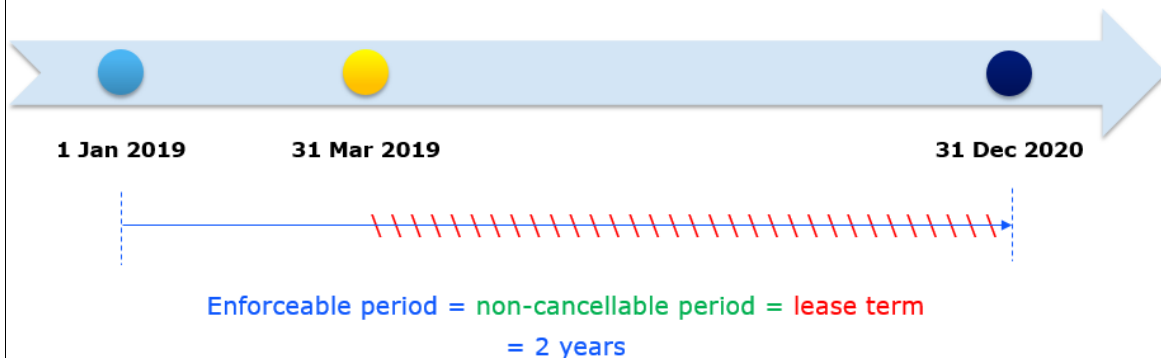 1 Jan 2019 31 Mar 2019 31 Dec 2020
Enforceable period = non-cancellable period = lease term
= 2 years